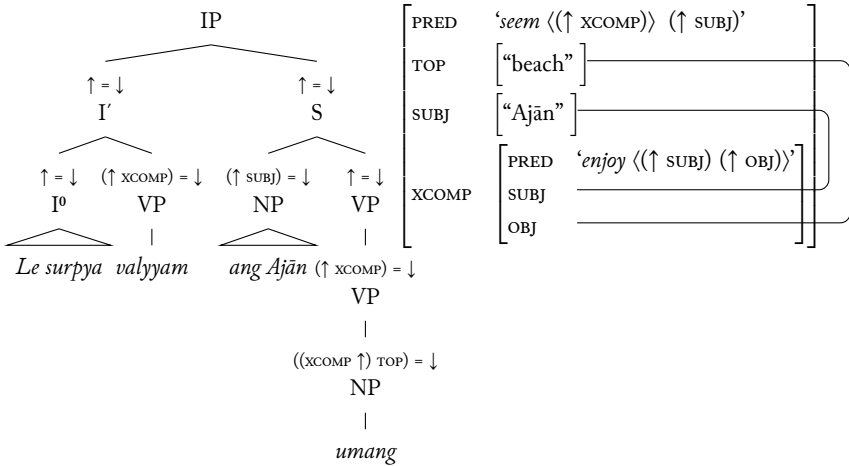 IP
↑ = ↓ ↑ = ↓
I′ S
↑ = ↓ (↑ XCOMP) = ↓ (↑ SUBJ) = ↓ ↑ = ↓
I⁰ VP NP VP
Le surpya valyyam ang Ajān (↑ XCOMP) = ↓
VP
((XCOMP ↑) TOP) = ↓
NP
umang
PRED ‘seem ⟨(↑ XCOMP)⟩ (↑ SUBJ)’
TOP [“beach”]
SUBJ [“Ajān”]
XCOMP
PRED ‘enjoy ⟨(↑ SUBJ) (↑ OBJ)⟩’
SUBJ
OBJ